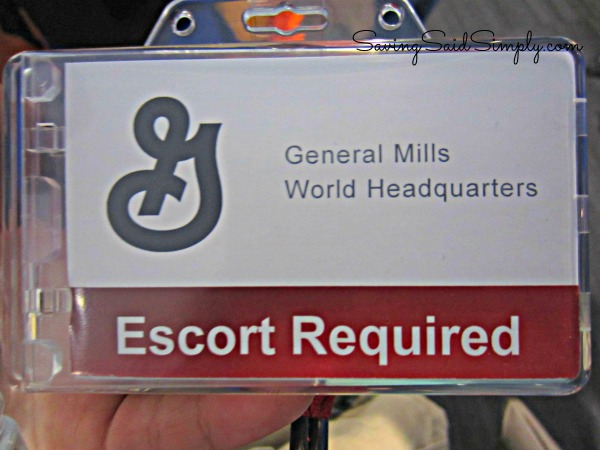 SavingSaidSimply.com
General Mills
World Headquarters
Escort Required